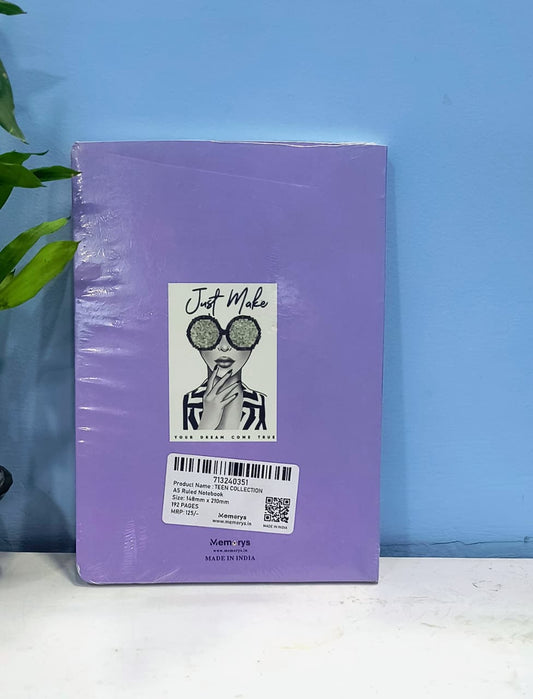 Just Make
YOUR DREAM COME TRUE
713240351
Product Name : TEEN COLLECTION
A5 Ruled Notebook
Size: 148mm x 210mm
192 PAGES
MRP: 125/-
Memorys
www.memorys.in
MADE IN INDIA
Memorys
www.memorys.in
MADE IN INDIA